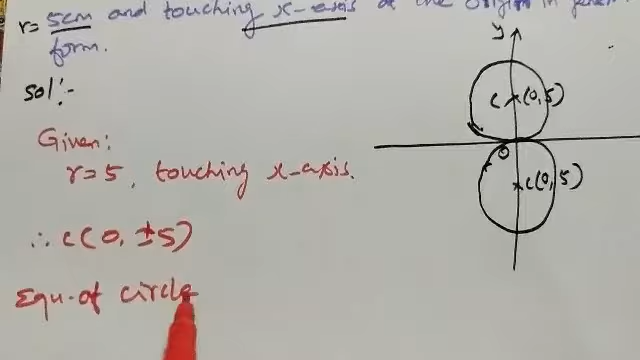 r= 5cm and touching x-axis at the origin in general
form.
Sol':-
Given:
r=5, touching x-axis.
∴ C(0, ±5)
Equ. of circle
y
C (0,5)
O
C(0, 5)